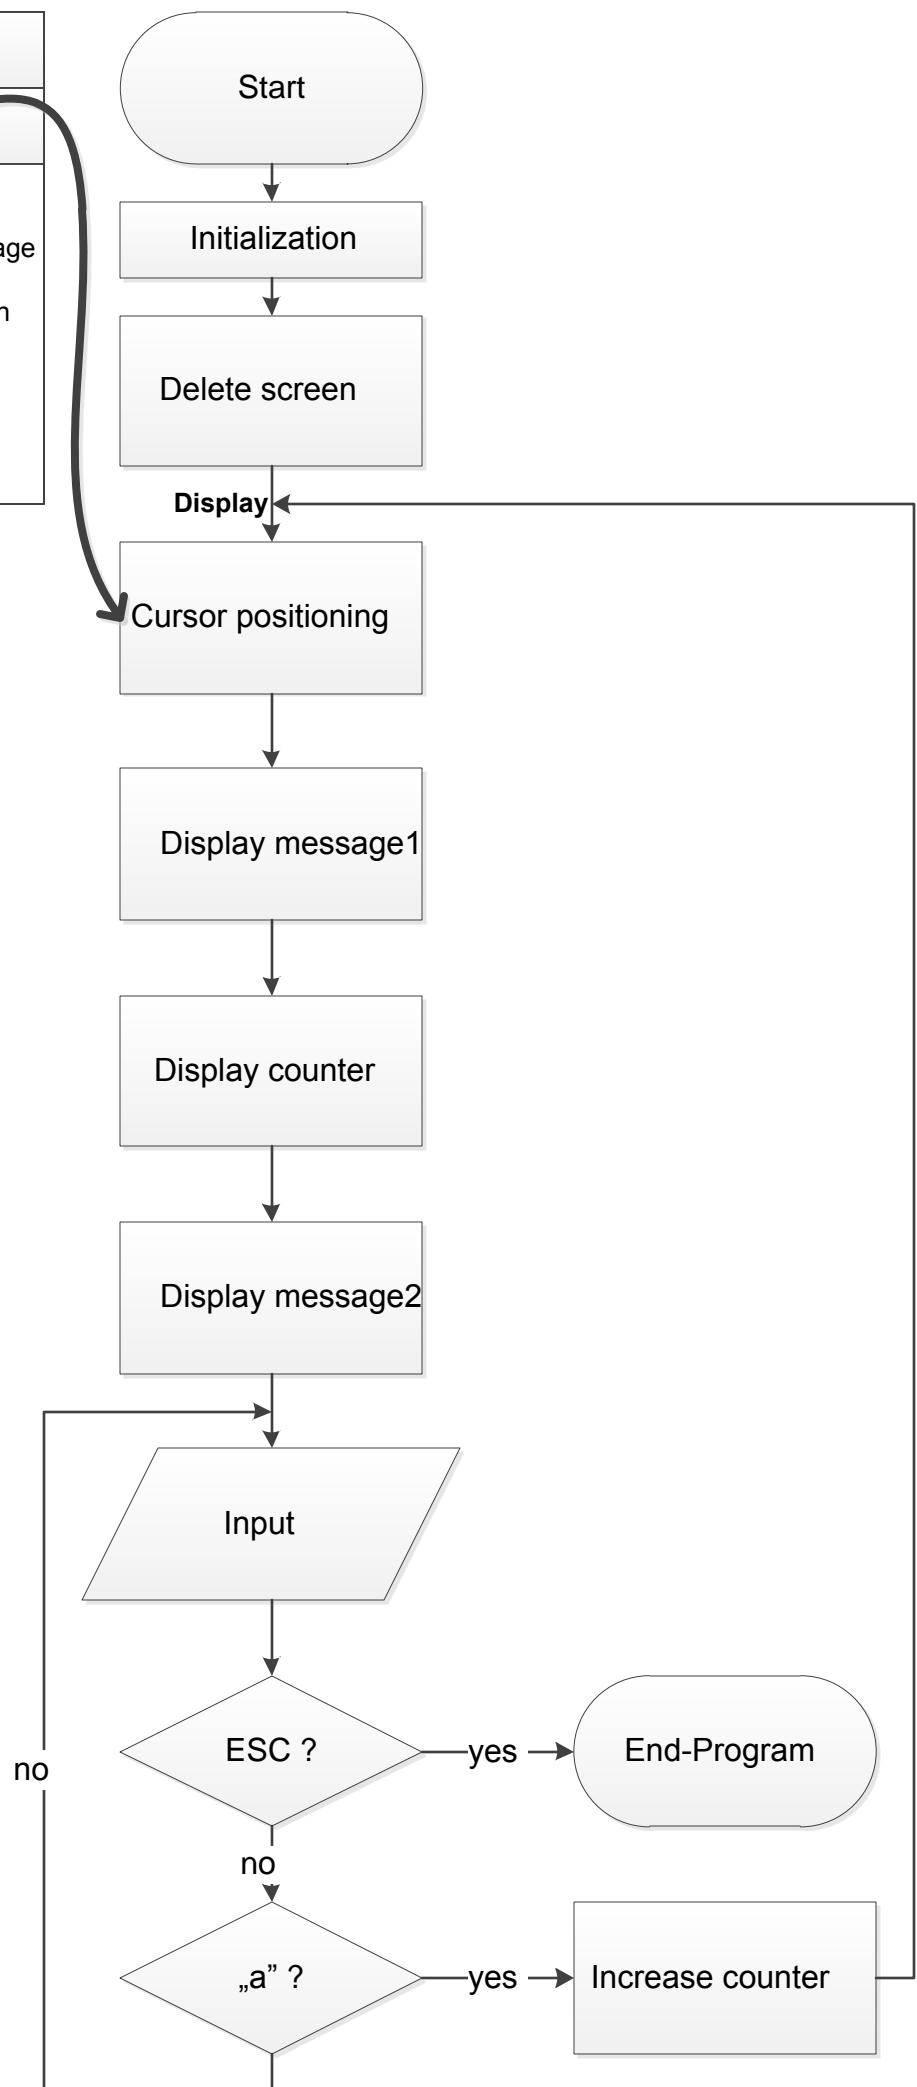 Start
Initialization
Delete screen
Display
Cursor positioning
Display message1
Display counter
Display message2
Input
ESC ?
yes
End-Program
no
no
„a” ?
yes
Increase counter